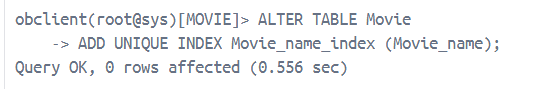 obclient(root@sys)[MOVIE]> ALTER TABLE Movie
    -> ADD UNIQUE INDEX Movie_name_index (Movie_name);
Query OK, 0 rows affected (0.556 sec)